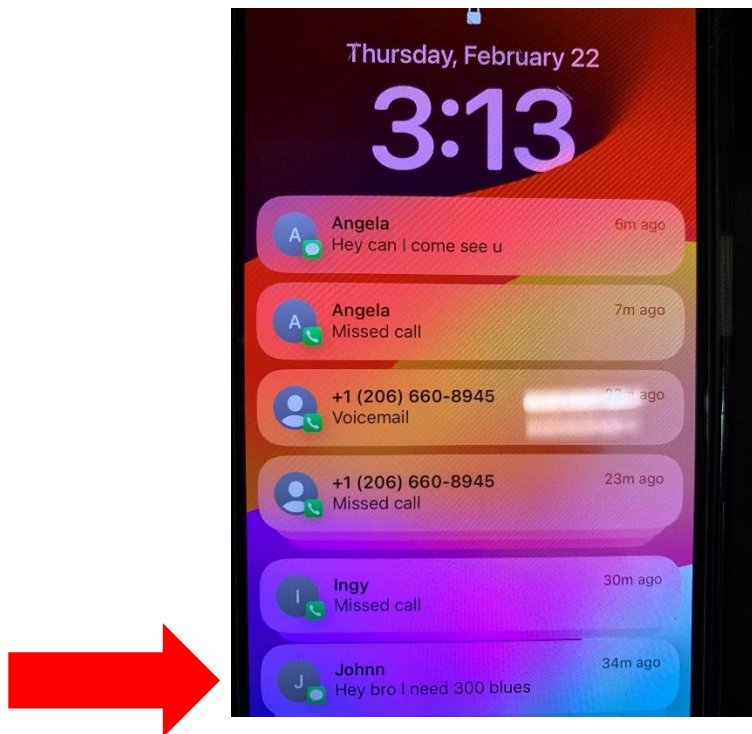 Thursday, February 22
3:13
Angela 6m ago
Hey can I come see u
Angela 7m ago
Missed call
+1 (206) 660-8945 ago
Voicemail
+1 (206) 660-8945 23m ago
Missed call
Ingy 30m ago
Missed call
Johnn 34m ago
Hey bro I need 300 blues
A
A
I
J